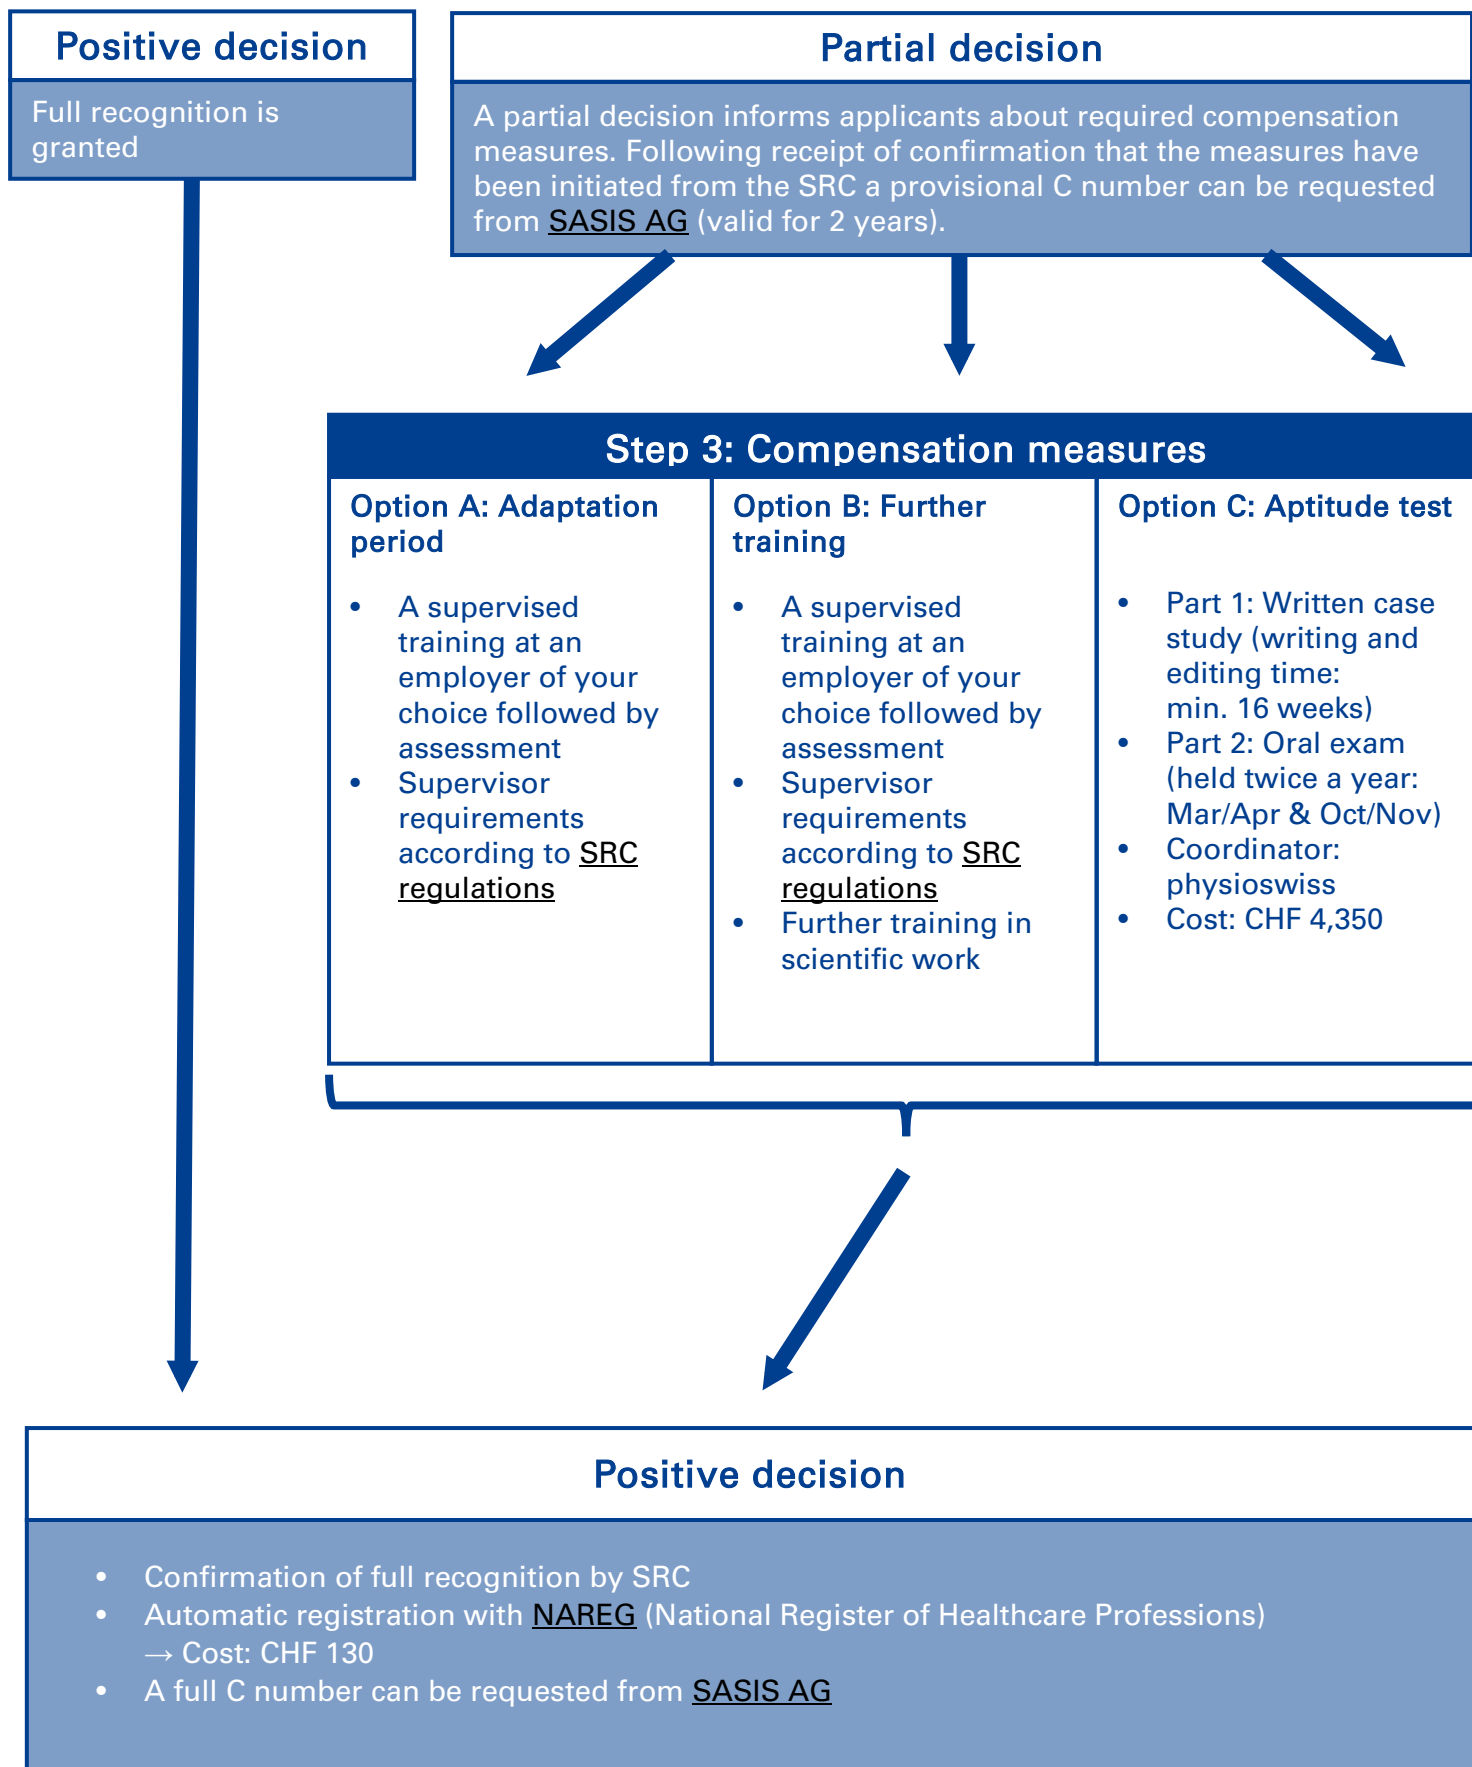 Positive decision
Full recognition is
granted
Partial decision
A partial decision informs applicants about required compensation
measures. Following receipt of confirmation that the measures have
been initiated from the SRC a provisional C number can be requested
from SASIS AG (valid for 2 years).
Step 3: Compensation measures
Option A: Adaptation
period
• A supervised
training at an
employer of your
choice followed by
assessment
• Supervisor
requirements
according to SRC
regulations
Option B: Further
training
• A supervised
training at an
employer of your
choice followed by
assessment
• Supervisor
requirements
according to SRC
regulations
• Further training in
scientific work
Option C: Aptitude test
• Part 1: Written case
study (writing and
editing time:
min. 16 weeks)
• Part 2: Oral exam
(held twice a year:
Mar/Apr & Oct/Nov)
• Coordinator:
physioswiss
• Cost: CHF 4,350
Positive decision
• Confirmation of full recognition by SRC
• Automatic registration with NAREG (National Register of Healthcare Professions)
→ Cost: CHF 130
• A full C number can be requested from SASIS AG